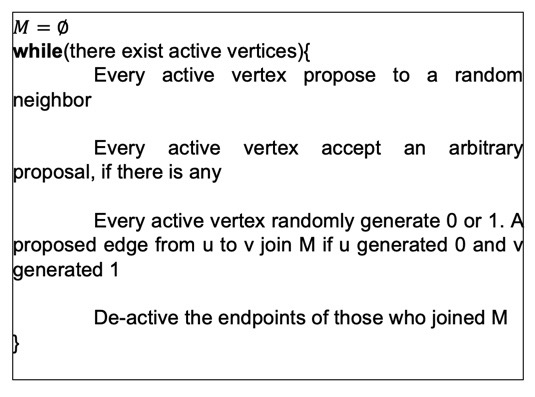 M = ∅
while(there exist active vertices){
Every active vertex propose to a random
neighbor
Every active vertex accept an arbitrary
proposal, if there is any
Every active vertex randomly generate 0 or 1. A
proposed edge from u to v join M if u generated 0 and v
generated 1
De-active the endpoints of those who joined M
}